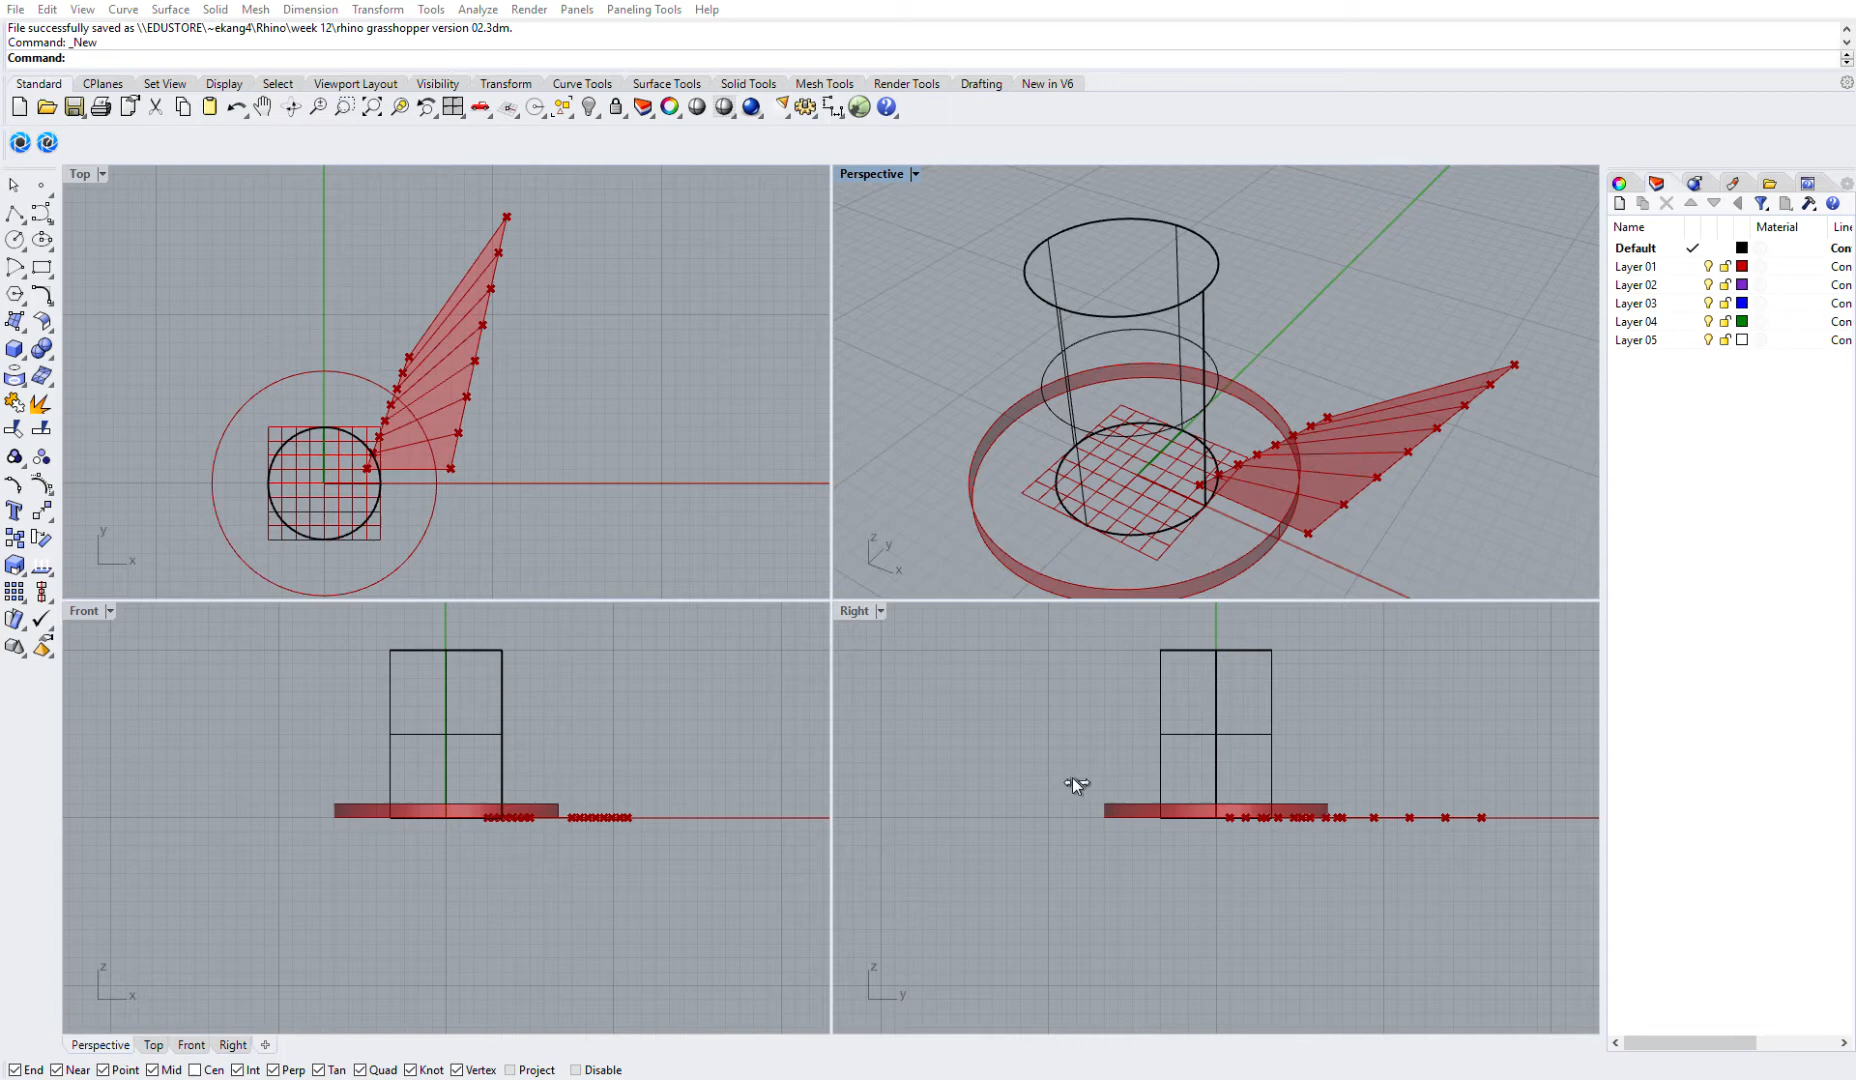 File Edit View Curve Surface Solid Mesh Dimension Transform Tools Analyze Render Panels Paneling Tools Help
File successfully saved as \\EDUSTORE\~ekang4\Rhino\week 12\rhino grasshopper version 02.3dm.
Command: _New
Command:
Standard CPlanes Set View Display Select Viewport Layout Visibility Transform Curve Tools Surface Tools Solid Tools Mesh Tools Render Tools Drafting New in V6
Top
Perspective
Name Material Line
Default Con
Layer 01 Con
Layer 02 Con
Layer 03 Con
Layer 04 Con
Layer 05 Con
y
x
z
y
x
Front
Right
z
x
z
y
Perspective Top Front Right
End Near Point Mid Cen Int Perp Tan Quad Knot Vertex Project Disable